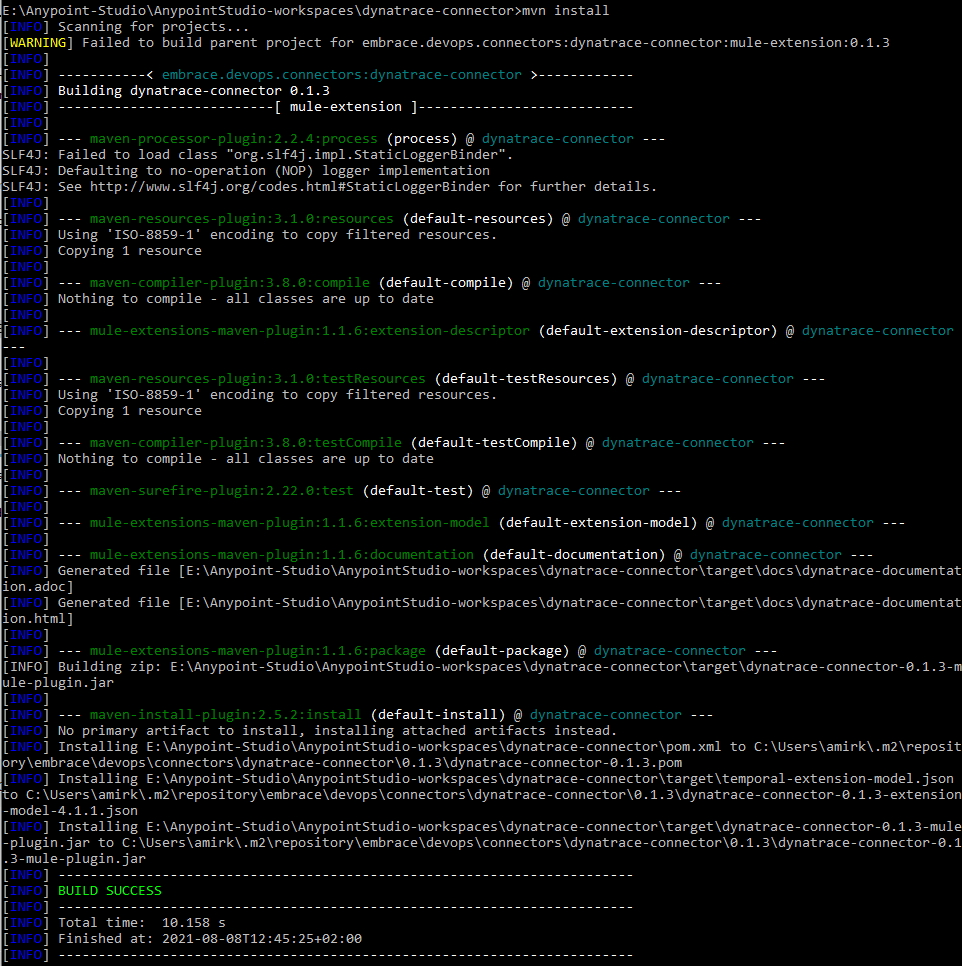 E:\Anypoint-Studio\AnypointStudio-workspaces\dynatrace-connector>mvn install
[INFO] Scanning for projects...
[WARNING] Failed to build parent project for embrace.devops.connectors:dynatrace-connector:mule-extension:0.1.3
[INFO]
[INFO] -----------< embrace.devops.connectors:dynatrace-connector >------------
[INFO] Building dynatrace-connector 0.1.3
[INFO] ---------------------------[ mule-extension ]---------------------------
[INFO]
[INFO] --- maven-processor-plugin:2.2.4:process (process) @ dynatrace-connector ---
SLF4J: Failed to load class "org.slf4j.impl.StaticLoggerBinder".
SLF4J: Defaulting to no-operation (NOP) logger implementation
SLF4J: See http://www.slf4j.org/codes.html#StaticLoggerBinder for further details.
[INFO]
[INFO] --- maven-resources-plugin:3.1.0:resources (default-resources) @ dynatrace-connector ---
[INFO] Using 'ISO-8859-1' encoding to copy filtered resources.
[INFO] Copying 1 resource
[INFO]
[INFO] --- maven-compiler-plugin:3.8.0:compile (default-compile) @ dynatrace-connector ---
[INFO] Nothing to compile - all classes are up to date
[INFO]
[INFO] --- mule-extensions-maven-plugin:1.1.6:extension-descriptor (default-extension-descriptor) @ dynatrace-connector
---
[INFO]
[INFO] --- maven-resources-plugin:3.1.0:testResources (default-testResources) @ dynatrace-connector ---
[INFO] Using 'ISO-8859-1' encoding to copy filtered resources.
[INFO] Copying 1 resource
[INFO]
[INFO] --- maven-compiler-plugin:3.8.0:testCompile (default-testCompile) @ dynatrace-connector ---
[INFO] Nothing to compile - all classes are up to date
[INFO]
[INFO] --- maven-surefire-plugin:2.22.0:test (default-test) @ dynatrace-connector ---
[INFO]
[INFO] --- mule-extensions-maven-plugin:1.1.6:extension-model (default-extension-model) @ dynatrace-connector ---
[INFO]
[INFO] --- mule-extensions-maven-plugin:1.1.6:documentation (default-documentation) @ dynatrace-connector ---
[INFO] Generated file [E:\Anypoint-Studio\AnypointStudio-workspaces\dynatrace-connector\target\docs\dynatrace-documentat
ion.adoc]
[INFO] Generated file [E:\Anypoint-Studio\AnypointStudio-workspaces\dynatrace-connector\target\docs\dynatrace-documentat
ion.html]
[INFO]
[INFO] --- mule-extensions-maven-plugin:1.1.6:package (default-package) @ dynatrace-connector ---
[INFO] Building zip: E:\Anypoint-Studio\AnypointStudio-workspaces\dynatrace-connector\target\dynatrace-connector-0.1.3-m
ule-plugin.jar
[INFO]
[INFO] --- maven-install-plugin:2.5.2:install (default-install) @ dynatrace-connector ---
[INFO] No primary artifact to install, installing attached artifacts instead.
[INFO] Installing E:\Anypoint-Studio\AnypointStudio-workspaces\dynatrace-connector\pom.xml to C:\Users\amirk\.m2\reposit
ory\embrace\devops\connectors\dynatrace-connector\0.1.3\dynatrace-connector-0.1.3.pom
[INFO] Installing E:\Anypoint-Studio\AnypointStudio-workspaces\dynatrace-connector\target\temporal-extension-model.json
to C:\Users\amirk\.m2\repository\embrace\devops\connectors\dynatrace-connector\0.1.3\dynatrace-connector-0.1.3-extension
-model-4.1.1.json
[INFO] Installing E:\Anypoint-Studio\AnypointStudio-workspaces\dynatrace-connector\target\dynatrace-connector-0.1.3-mule
-plugin.jar to C:\Users\amirk\.m2\repository\embrace\devops\connectors\dynatrace-connector\0.1.3\dynatrace-connector-0.1
.3-mule-plugin.jar
[INFO] ------------------------------------------------------------------------
[INFO] BUILD SUCCESS
[INFO] ------------------------------------------------------------------------
[INFO] Total time:  10.158 s
[INFO] Finished at: 2021-08-08T12:45:25+02:00
[INFO] ------------------------------------------------------------------------